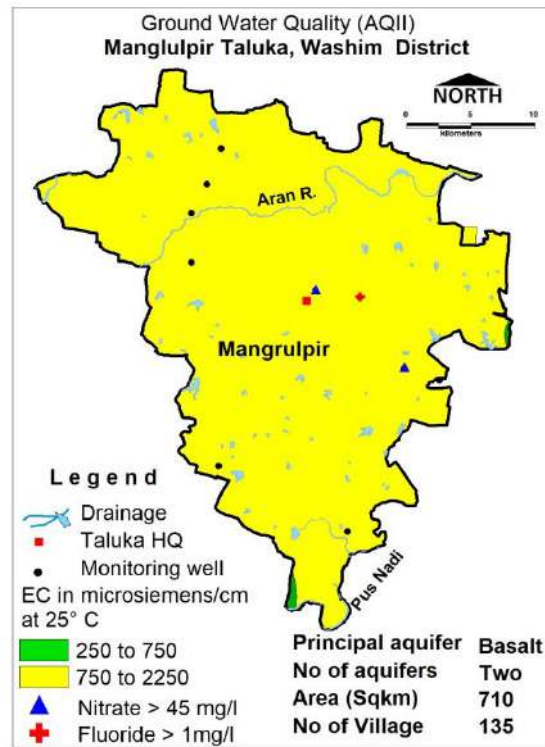 Ground Water Quality (AQII)
Manglulpir Taluka, Washim District
NORTH
0 5 10
kilometers
Aran R.
Mangrulpir
Pus Nadi
Legend
Drainage
Taluka HQ
Monitoring well
EC in microsiemens/cm
at 25° C
250 to 750
750 to 2250
Nitrate > 45 mg/l
Fluoride > 1mg/l
Principal aquifer Basalt
No of aquifers Two
Area (Sqkm) 710
No of Village 135